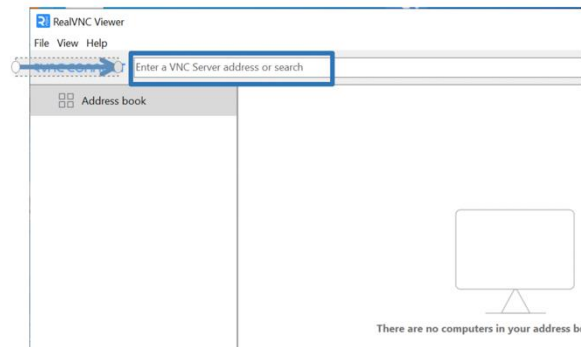 RealVNC Viewer
File View Help
Enter a VNC Server address or search
Address book
There are no computers in your address